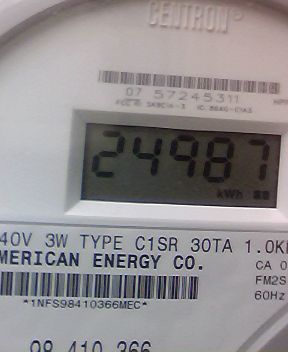 CENTRON®
07 57245311
24987
kWh
40V 3W TYPE C1SR 30TA 1.0K
MERICAN ENERGY CO.
CA 0
FM2S
*1NFS98410366MEC*
60Hz
98 410 366